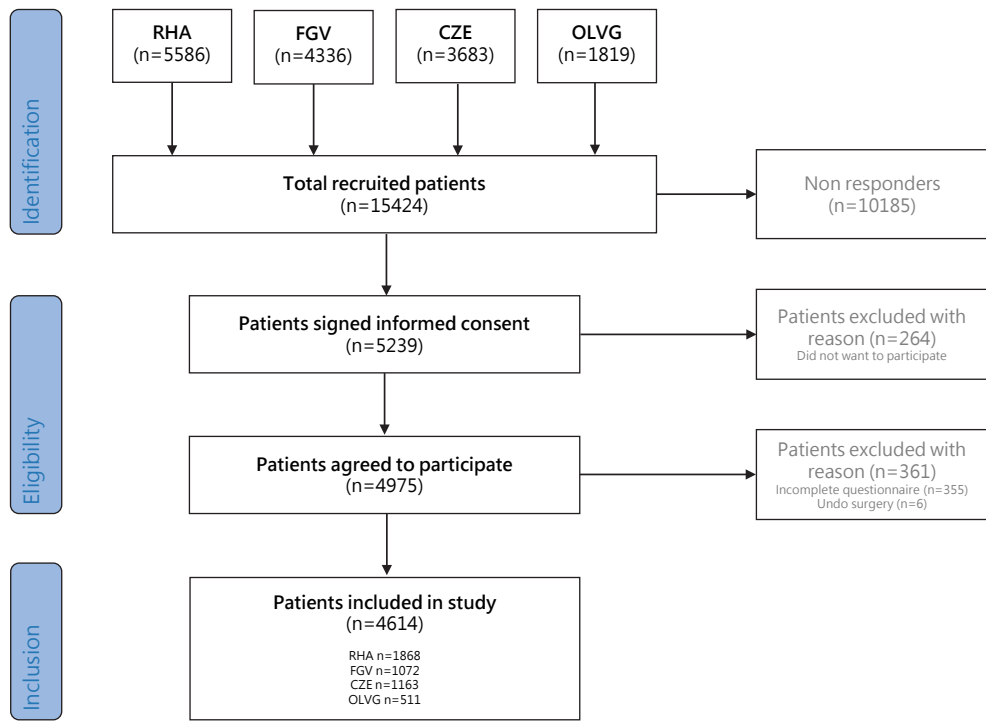 RHA
(n=5586)
FGV
(n=4336)
CZE
(n=3683)
OLVG
(n=1819)
Identification
Total recruited patients
(n=15424)
Non responders
(n=10185)
Eligibility
Patients signed informed consent
(n=5239)
Patients excluded with
reason (n=264)
Did not want to participate
Patients agreed to participate
(n=4975)
Patients excluded with
reason (n=361)
Incomplete questionnaire (n=355)
Undo surgery (n=6)
Inclusion
Patients included in study
(n=4614)
RHA n=1868
FGV n=1072
CZE n=1163
OLVG n=511